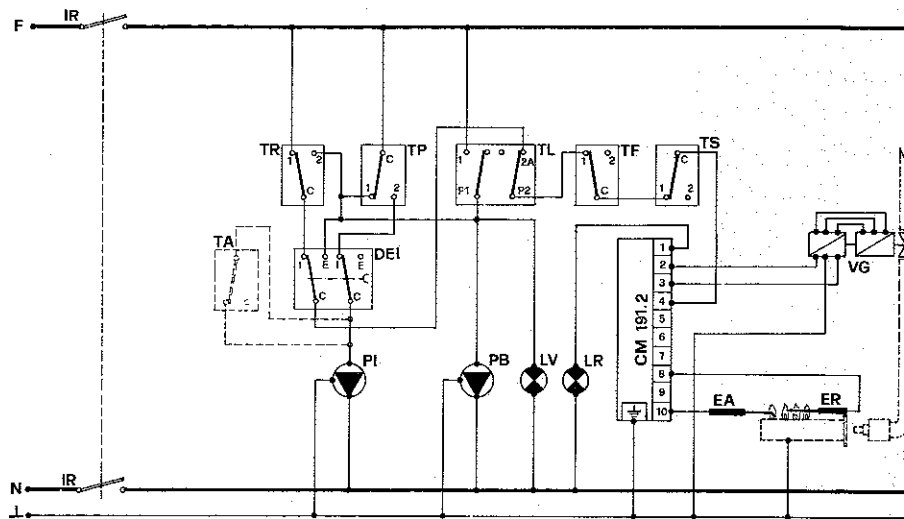 F
IR
TR
1
2
C
TP
C
1
2
TL
1
2A
P1
P2
TF
1
2
C
TS
C
1
2
TA
DEI
I
E
I
E
C
C
VG
CM 191.2
1
2
3
4
5
6
7
8
9
10
PI
PB
LV
LR
EA
ER
N
IR